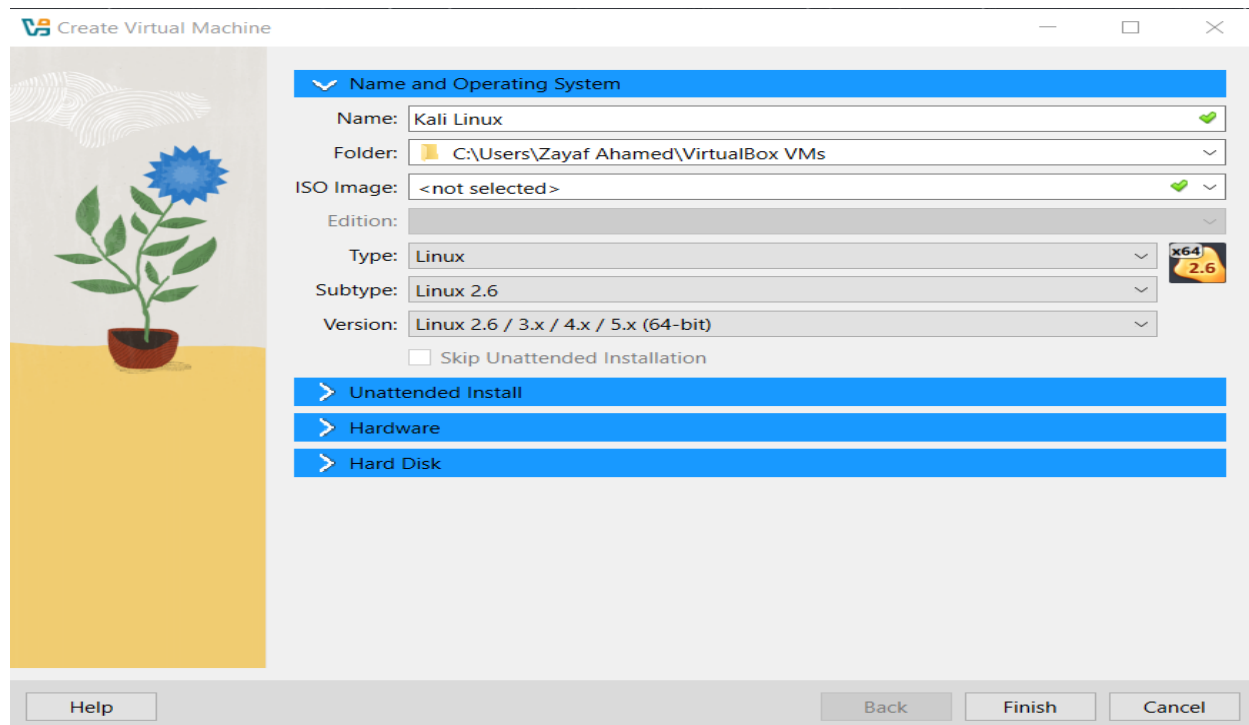 Create Virtual Machine
Name and Operating System
Name: Kali Linux
Folder: C:\Users\Zayaf Ahamed\VirtualBox VMs
ISO Image: <not selected>
Edition:
Type: Linux
x64
2.6
Subtype: Linux 2.6
Version: Linux 2.6 / 3.x / 4.x / 5.x (64-bit)
Skip Unattended Installation
Unattended Install
Hardware
Hard Disk
Help Back Finish Cancel